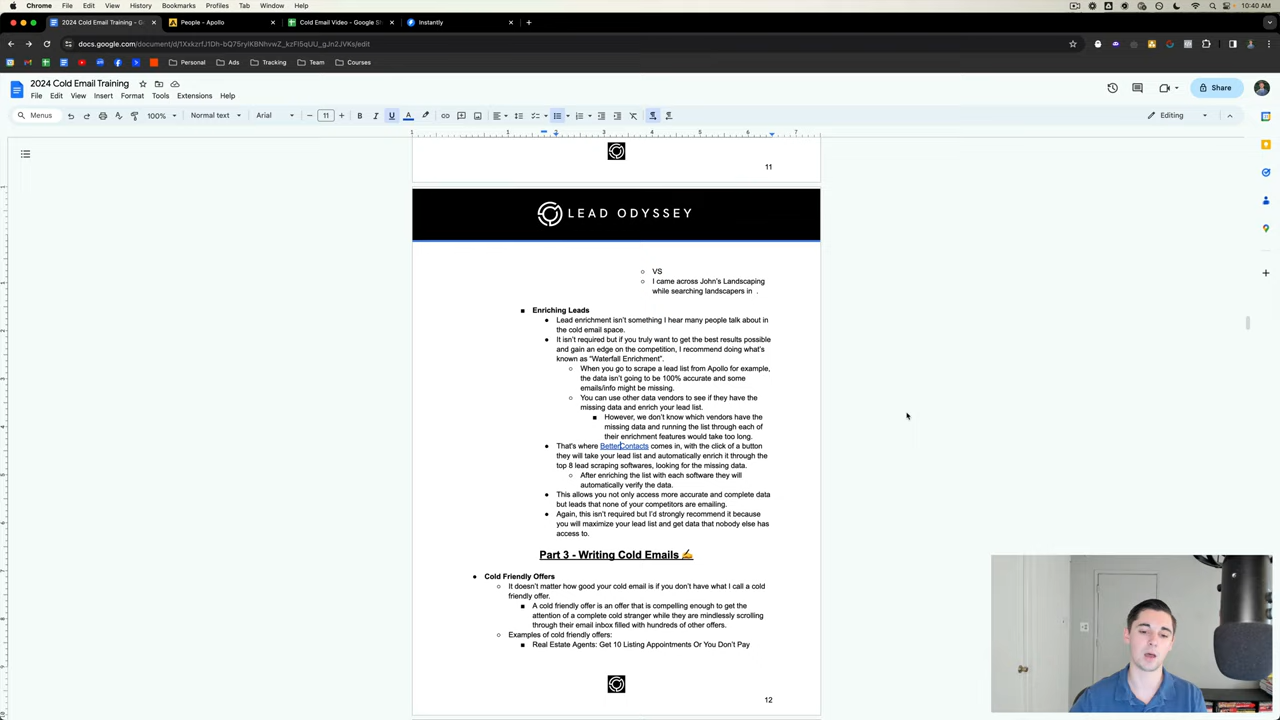 Chrome File Edit View History Bookmarks Profiles Tab Window Help 10:40 AM
2024 Cold Email Training - G People - Apollo Cold Email Video - Google S Instantly
docs.google.com/document/d/
Personal Ads Tracking Team Courses
2024 Cold Email Training
File Edit View Insert Format Tools Extensions Help
Share
Menus 100% Normal text Arial 11 Editing
11
LEAD ODYSSEY
VS
I came across John's Landscaping
while searching landscapers in .
Enriching Leads
Lead enrichment isn't something I hear many people talk about in
the cold email space.
It isn't required but if you truly want to get the best results possible
and gain an edge on the competition, I recommend doing what's
known as "Waterfall Enrichment".
When you go to scrape a lead list from Apollo for example,
the data isn't going to be 100% accurate and some
emails/info might be missing.
You can use other data vendors to see if they have the
missing data and enrich your lead list.
However, we don't know which vendors have the
missing data and running the list through each of
their enrichment features would take too long.
That's where BetterContacts comes in, with the click of a button
they will take your lead list and automatically enrich it through the
top 8 lead scraping softwares, looking for the missing data.
After enriching the list with each software they will
automatically verify the data.
This allows you not only access more accurate and complete data
but leads that none of your competitors are emailing.
Again, this isn't required but I'd strongly recommend it because
you will maximize your lead list and get data that nobody else has
access to.
Part 3 - Writing Cold Emails ✍️
Cold Friendly Offers
It doesn't matter how good your cold email is if you don't have what I call a cold
friendly offer.
A cold friendly offer is an offer that is compelling enough to get the
attention of a complete cold stranger while they are mindlessly scrolling
through their email inbox filled with hundreds of other offers.
Examples of cold friendly offers:
Real Estate Agents: Get 10 Listing Appointments Or You Don't Pay
12